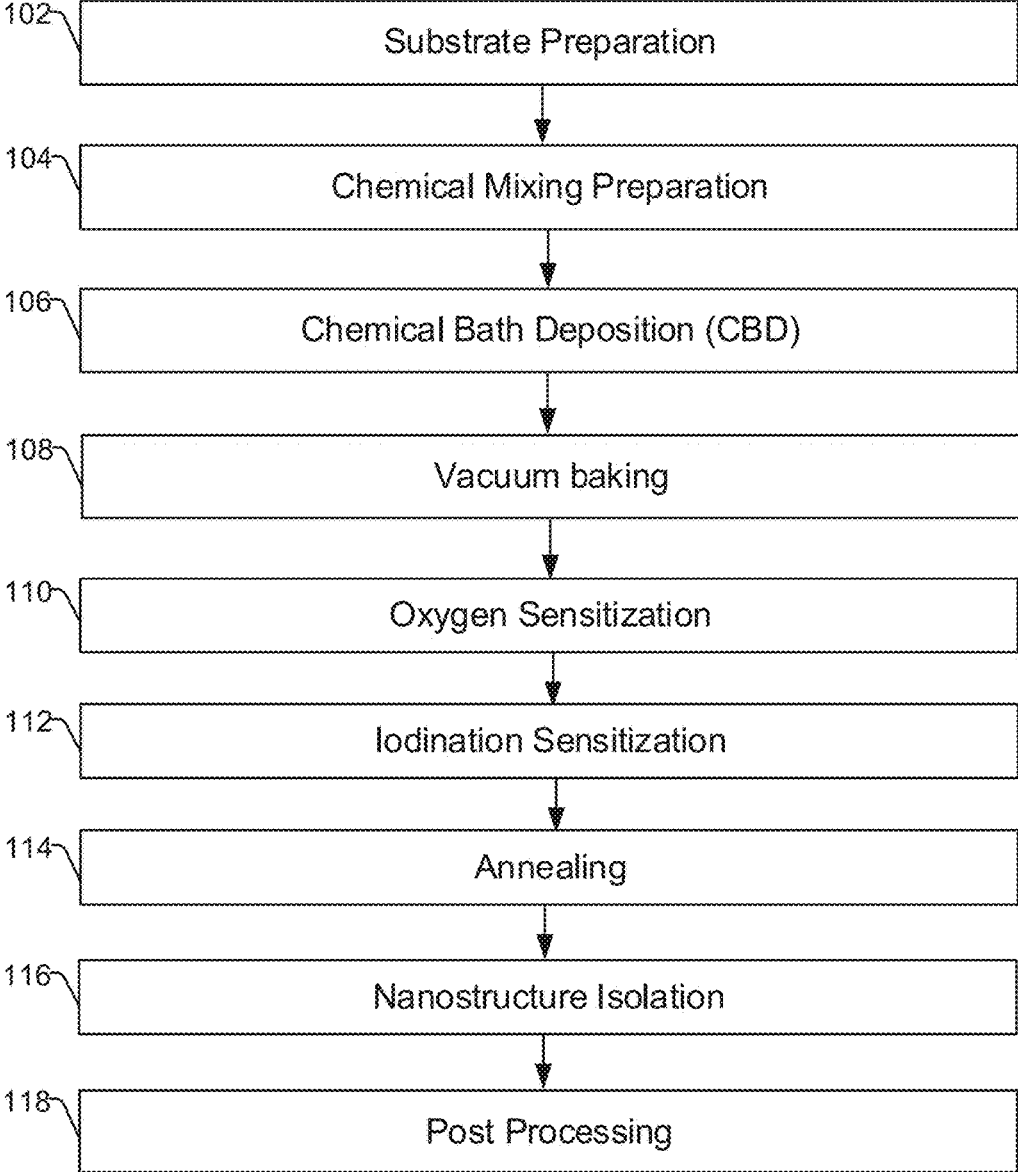 102
Substrate Preparation
104
Chemical Mixing Preparation
106
Chemical Bath Deposition (CBD)
108
Vacuum baking
110
Oxygen Sensitization
112
Iodination Sensitization
114
Annealing
116
Nanostructure Isolation
118
Post Processing